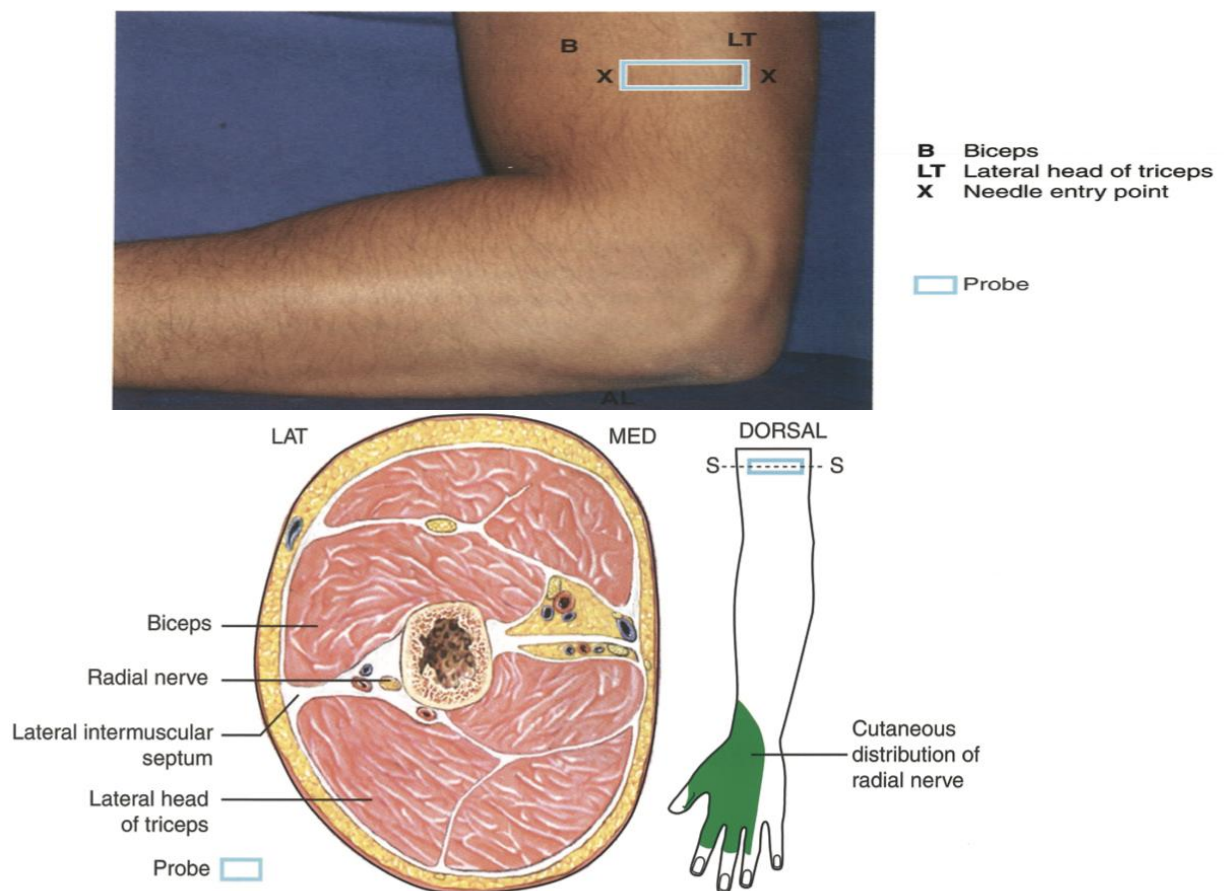 B
LT
X
X
AL
B Biceps
LT Lateral head of triceps
X Needle entry point
Probe
LAT
MED
DORSAL
S
S
Biceps
Radial nerve
Lateral intermuscular
septum
Lateral head
of triceps
Probe
Cutaneous
distribution of
radial nerve